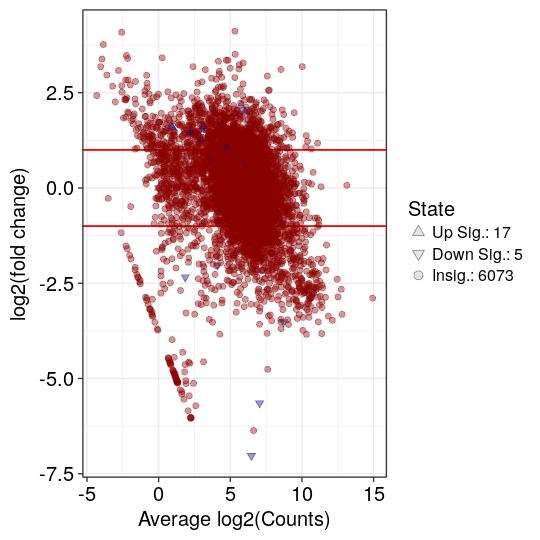 2.5
0.0
-2.5
-5.0
-7.5
-5
0
5
10
15
Average log2(Counts)
log2(fold change)
State
Up Sig.: 17
Down Sig.: 5
Insig.: 6073